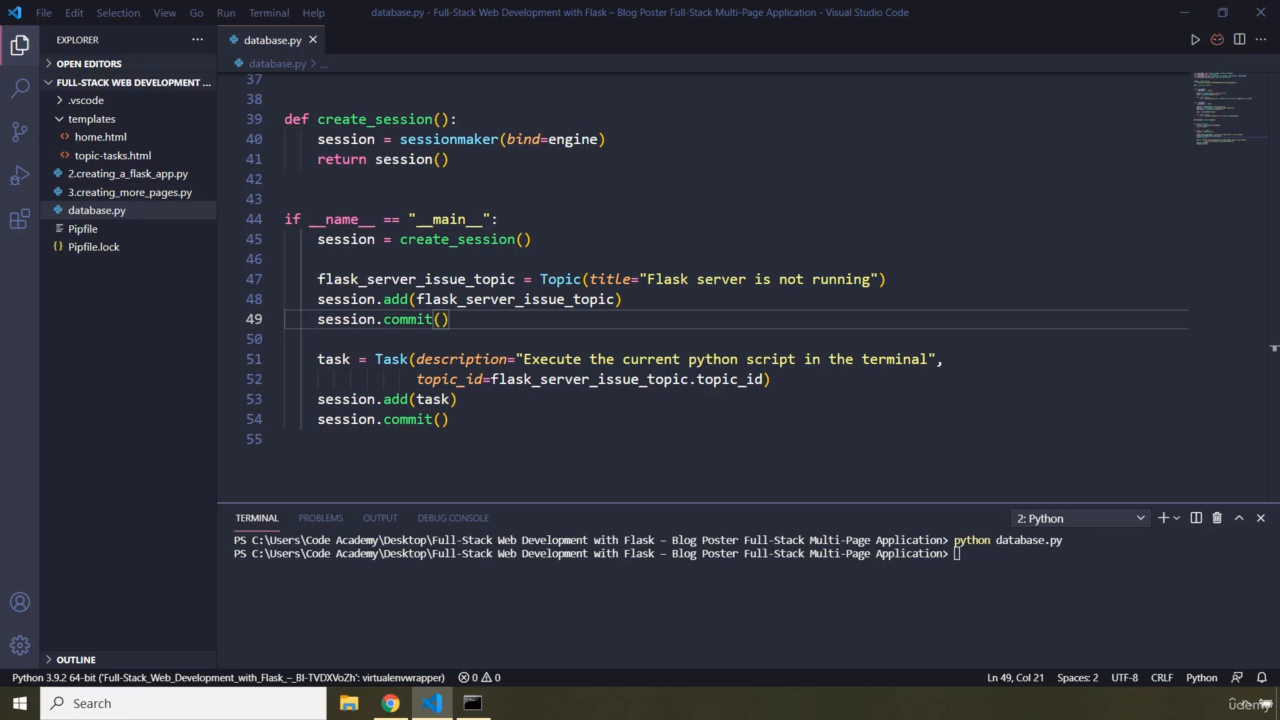 File Edit Selection View Go Run Terminal Help
database.py - Full-Stack Web Development with Flask - Blog Poster Full-Stack Multi-Page Application - Visual Studio Code
EXPLORER
OPEN EDITORS
FULL-STACK WEB DEVELOPMENT ...
.vscode
templates
home.html
topic-tasks.html
2.creating_a_flask_app.py
3.creating_more_pages.py
database.py
Pipfile
Pipfile.lock
OUTLINE
database.py
database.py > ...
37
38
39 def create_session():
40 session = sessionmaker(bind=engine)
41 return session()
42
43
44 if __name__ == "__main__":
45 session = create_session()
46
47 flask_server_issue_topic = Topic(title="Flask server is not running")
48 session.add(flask_server_issue_topic)
49 session.commit()
50
51 task = Task(description="Execute the current python script in the terminal",
52 topic_id=flask_server_issue_topic.topic_id)
53 session.add(task)
54 session.commit()
55
TERMINAL PROBLEMS OUTPUT DEBUG CONSOLE
2: Python
PS C:\Users\Code Academy\Desktop\Full-Stack Web Development with Flask – Blog Poster Full-Stack Multi-Page Application> python database.py
PS C:\Users\Code Academy\Desktop\Full-Stack Web Development with Flask – Blog Poster Full-Stack Multi-Page Application>
Python 3.9.2 64-bit ('Full-Stack_Web_Development_with_Flask_–_BI-TVDXVoZh': virtualenvwrapper) 0 0
Ln 49, Col 21 Spaces: 2 UTF-8 CRLF Python
Search
udemy